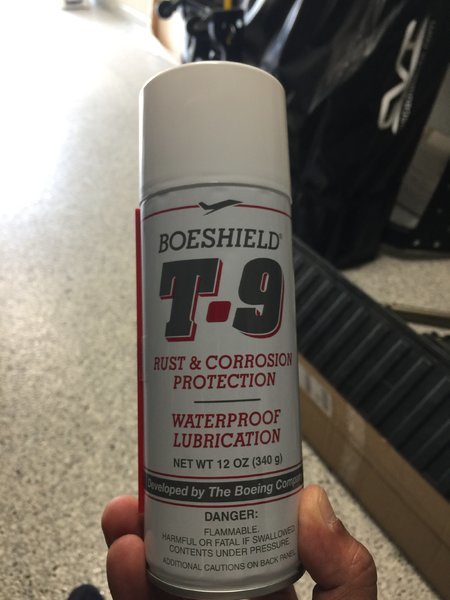 BOESHIELD®
T·9
RUST & CORROSION
PROTECTION
WATERPROOF
LUBRICATION
NET WT 12 OZ (340 g)
Developed by The Boeing Compan
DANGER:
FLAMMABLE.
HARMFUL OR FATAL IF SWALLOWED
CONTENTS UNDER PRESSURE
ADDITIONAL CAUTIONS ON BACK PANEL